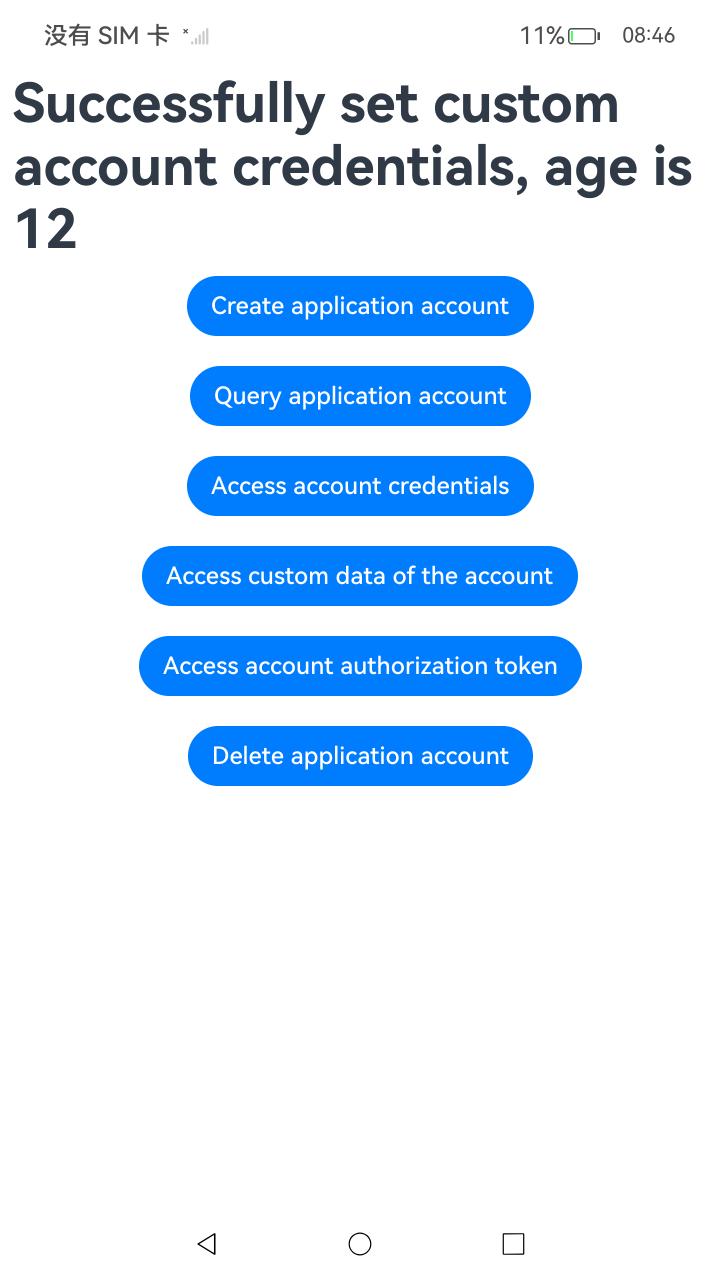 没有 SIM 卡 11% 08:46
Successfully set custom
account credentials, age is
12
Create application account
Query application account
Access account credentials
Access custom data of the account
Access account authorization token
Delete application account